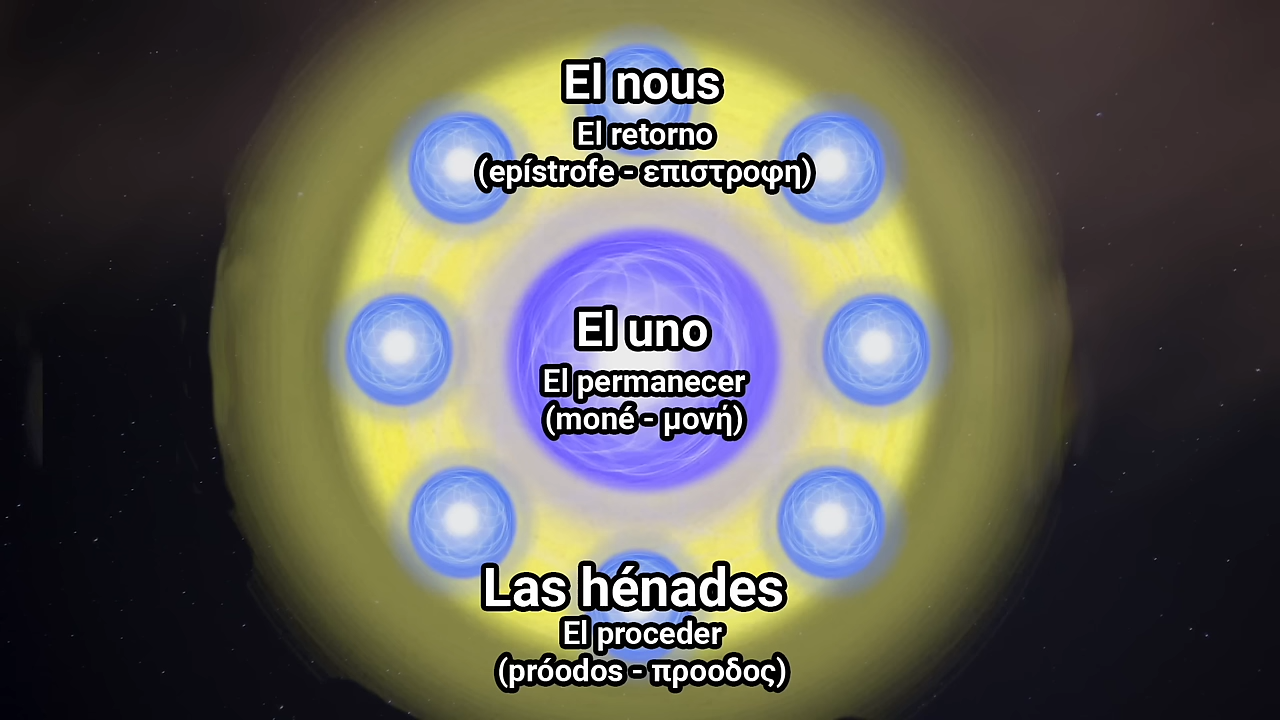 El nous
El retorno
(epístrofe - επιστροφη)
El uno
El permanecer
(moné - μονή)
Las hénades
El proceder
(próodos - προοδος)